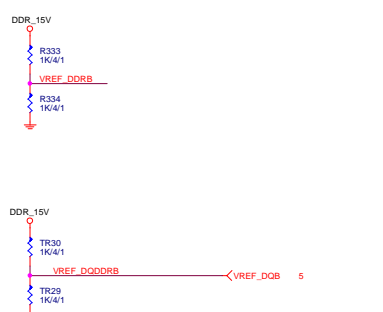 DDR_15V
R333
1K/4/1
VREF_DDRB
R334
1K/4/1
DDR_15V
TR30
1K/4/1
VREF_DQDDRB
VREF_DQB 5
TR29
1K/4/1